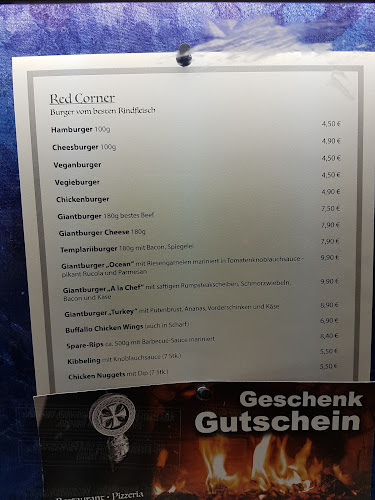 Red Corner
Burger vom besten Rindfleisch
Hamburger 100g 4,50 €
Cheesburger 100g 4,90 €
Veganburger 4,50 €
Vegieburger 4,50 €
Chickenburger 4,90 €
Giantburger 180g bestes Beef 7,50 €
Giantburger Cheese 180g 7,90 €
Templariiburger 180g mit Bacon, Spiegelei 7,90 €
Giantburger „Ocean" mit Riesengarnelen mariniert in Tomatenknoblauchsauce - 9,90 €
pikant Rucola und Parmesan
Giantburger „A la Chef" mit saftigen Rumpsteakscheiben, Schmorzwiebeln, 9,90 €
Bacon und Käse
Giantburger „Turkey" mit Putenbrust, Ananas, Vorderschinken und Käse 8,90 €
Buffallo Chicken Wings (auch in Scharf) 6,90 €
Spare-Rips ca. 500g mit Barbecue-Sauce mariniert 8,40 €
Kibbeling mit Knoblauchsauce (7 Stk.) 5,50 €
Chicken Nuggets mit Dip (7 Stk.) 5,50 €
Geschenk
Gutschein
Restaurant • Pizzeria